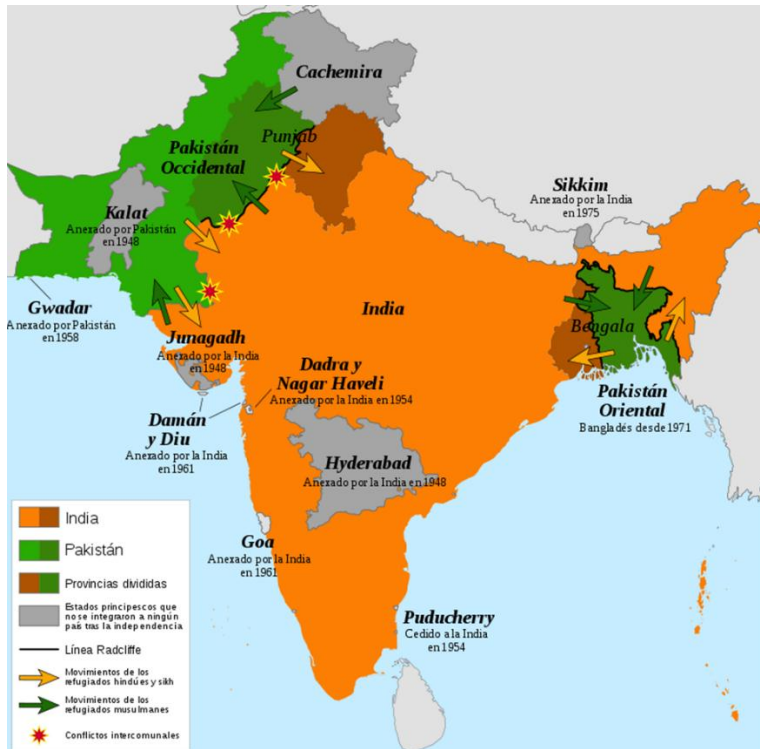 Cachemira
Punjab
Pakistán
Occidental
Kalat
Anexado por Pakistán
en 1948
Sikkim
Anexado por la India
en 1975
Gwadar
Anexado por Pakistán
en 1958
Junagadh
Anexado por la India
en 1948
India
Bengala
Dadra y
Nagar Haveli
Anexado por la India
en 1954
Pakistán
Oriental
Bangladés desde 1971
Damán
y Diu
Anexado por la India
en 1961
Hyderabad
Anexado por la India en 1948
Goa
Anexado por la India
en 1961
Puducherry
Cedido a la India
en 1954
India
Pakistán
Provincias divididas
Estados principescos que
no se integraron a ningún
país tras la independencia
Línea Radcliffe
Movimientos de los
refugiados hindúes y sikh
Movimientos de los
refugiados musulmanes
Conflictos intercomunales